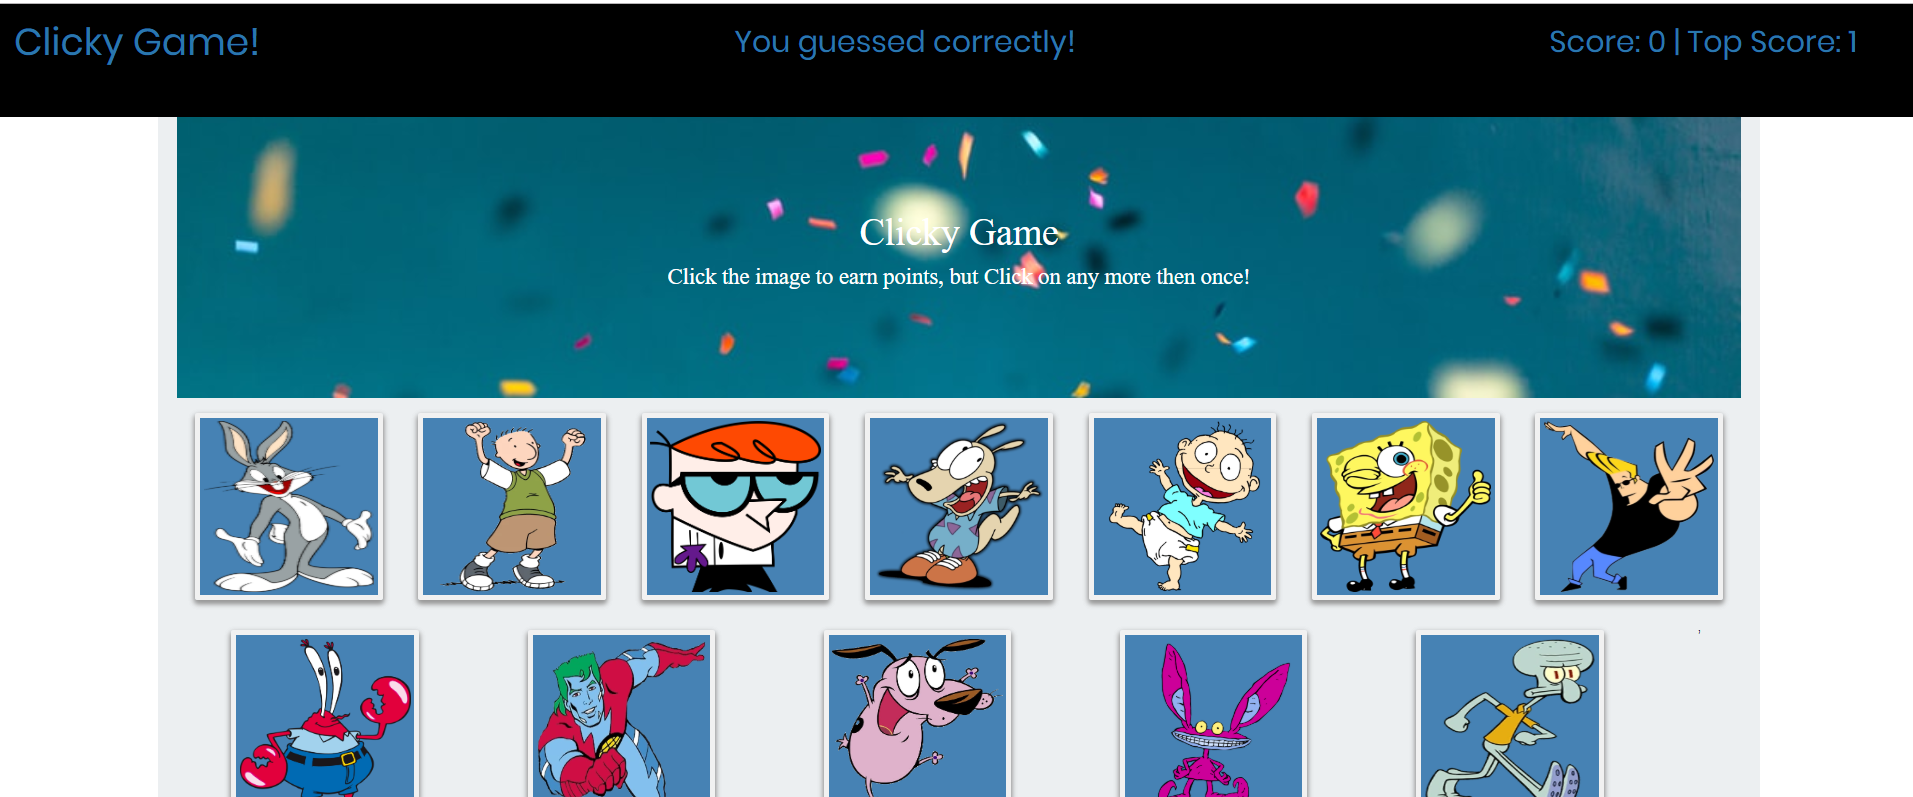 Clicky Game!
You guessed correctly!
Score: 0 | Top Score: 1
Clicky Game
Click the image to earn points, but Click on any more then once!
,